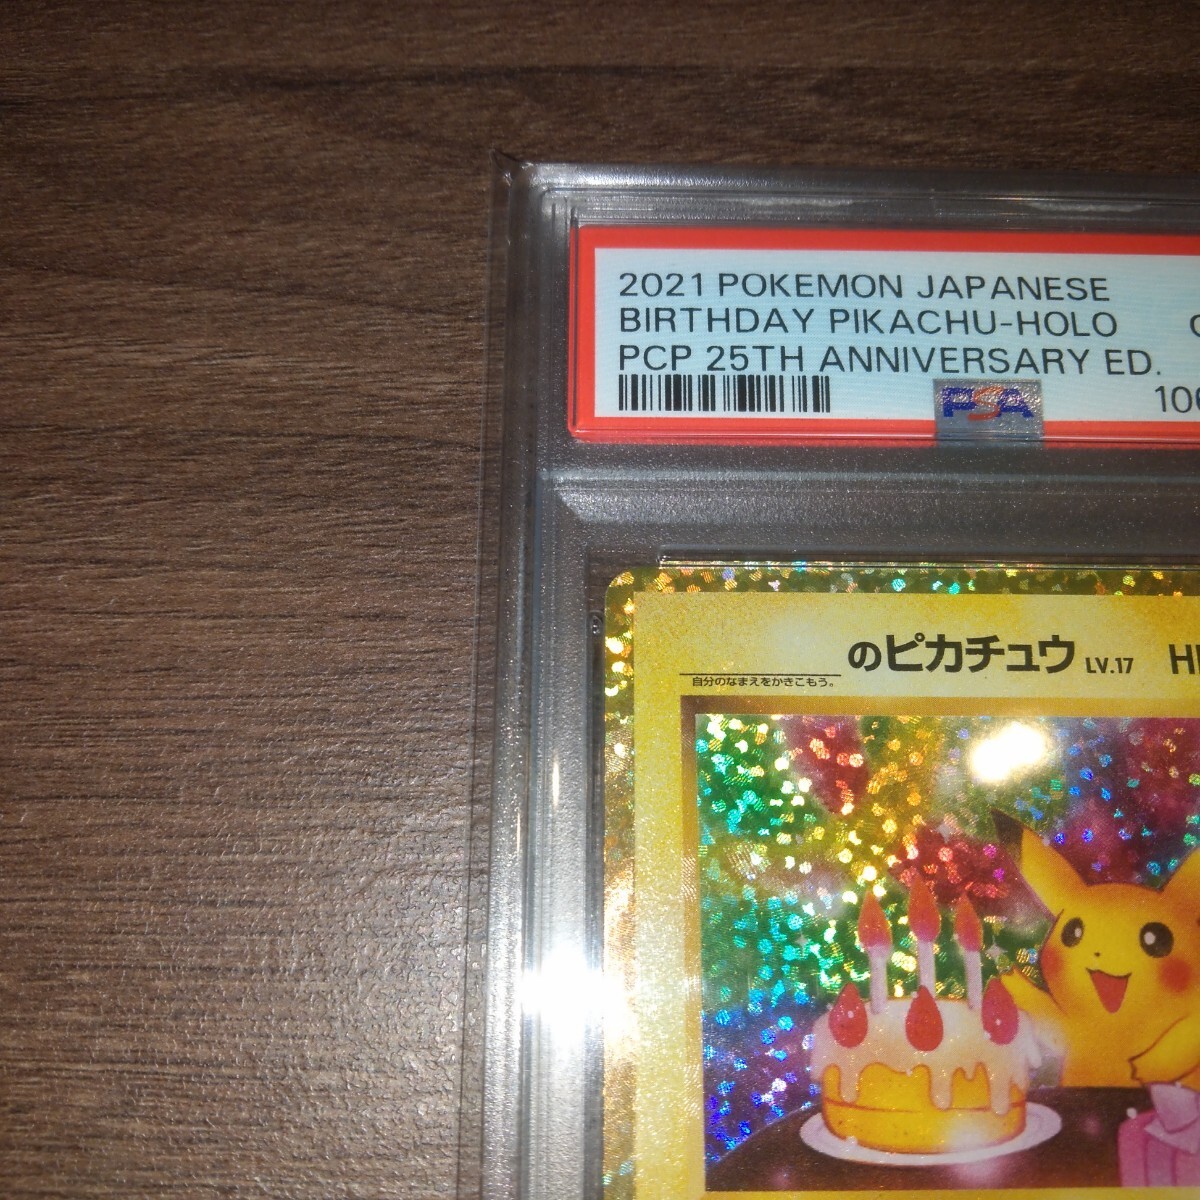 2021 POKEMON JAPANESE
BIRTHDAY PIKACHU-HOLO
PCP 25TH ANNIVERSARY ED.
PSA
のピカチュウ LV.17
自分のなまえをかきこもう。